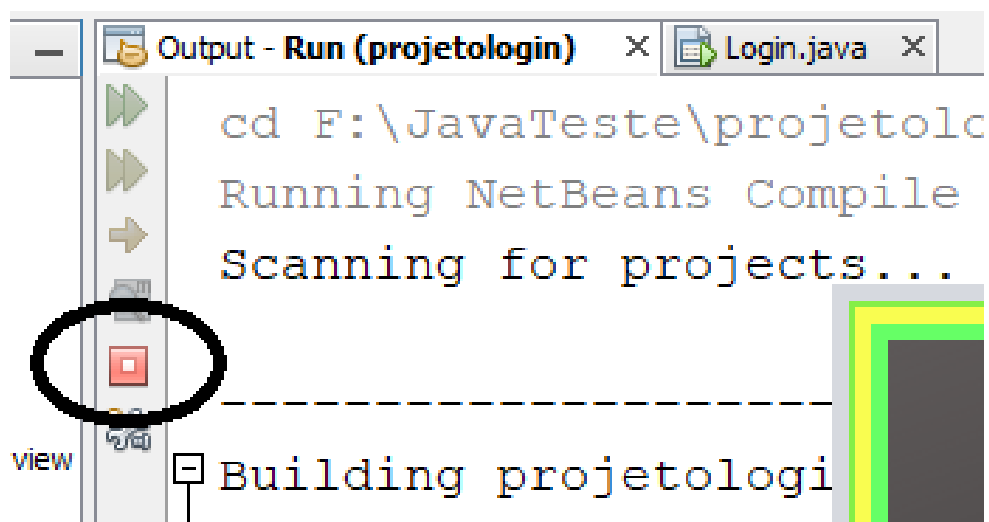 Output - Run (projetologin)
Login.java
cd F:\JavaTeste\projetolo
Running NetBeans Compile
Scanning for projects...
------------------------
view
Building projetologi